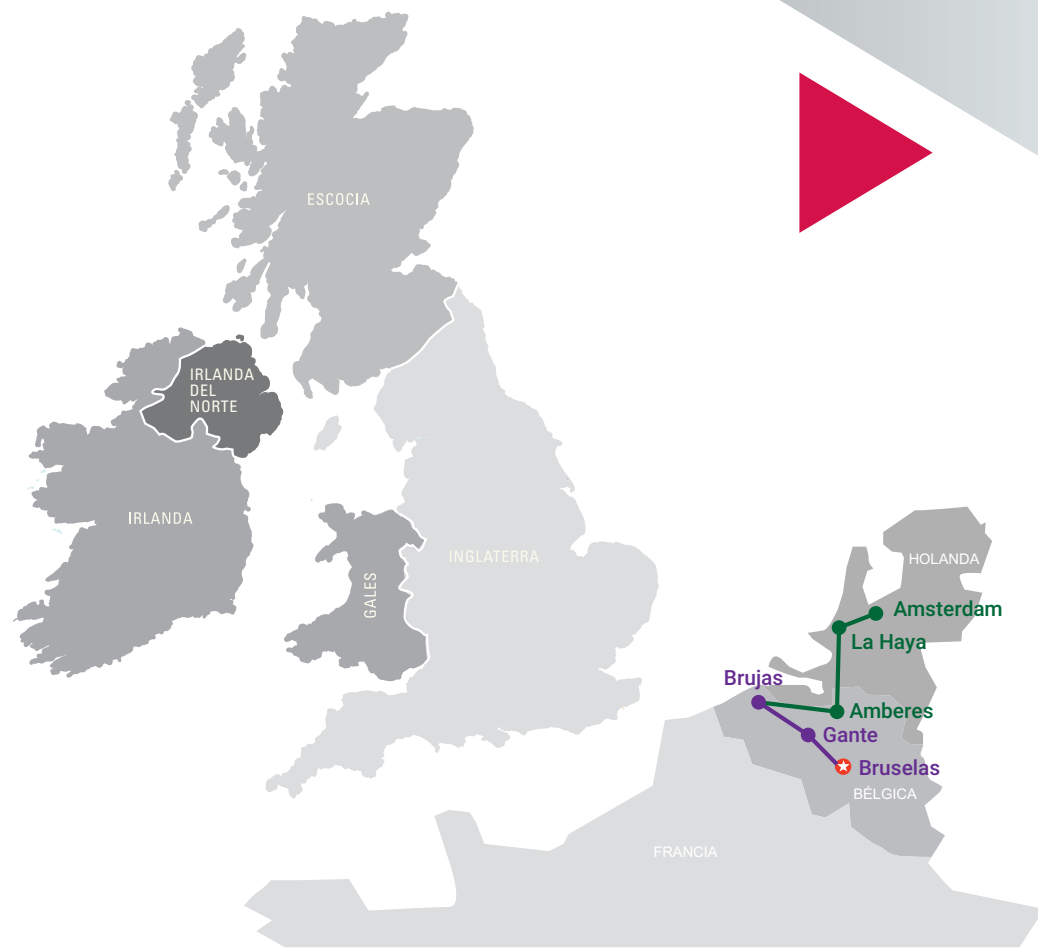 ESCOCIA
IRLANDA
DEL
NORTE
IRLANDA
GALES
INGLATERRA
HOLANDA
Amsterdam
La Haya
Brujas
Amberes
Gante
Bruselas
BÉLGICA
FRANCIA